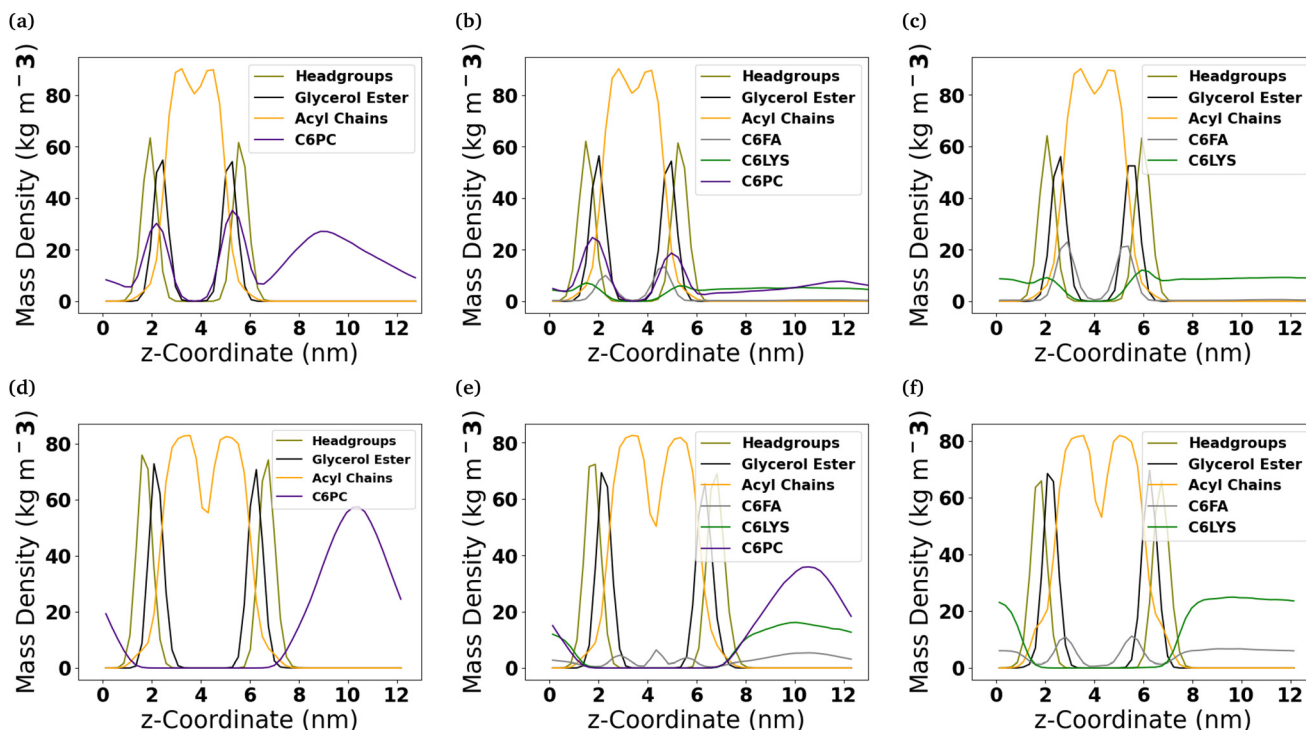 (a)
Mass Density (kg m⁻3)
80
60
40
20
0
0 2 4 6 8 10 12
z-Coordinate (nm)
Headgroups
Glycerol Ester
Acyl Chains
C6PC
(b)
Mass Density (kg m⁻3)
80
60
40
20
0
0 2 4 6 8 10 12
z-Coordinate (nm)
Headgroups
Glycerol Ester
Acyl Chains
C6FA
C6LYS
C6PC
(c)
Mass Density (kg m⁻3)
80
60
40
20
0
0 2 4 6 8 10 12
z-Coordinate (nm)
Headgroups
Glycerol Ester
Acyl Chains
C6FA
C6LYS
(d)
Mass Density (kg m⁻3)
80
60
40
20
0
0 2 4 6 8 10 12
z-Coordinate (nm)
Headgroups
Glycerol Ester
Acyl Chains
C6PC
(e)
Mass Density (kg m⁻3)
80
60
40
20
0
0 2 4 6 8 10 12
z-Coordinate (nm)
Headgroups
Glycerol Ester
Acyl Chains
C6FA
C6LYS
C6PC
(f)
Mass Density (kg m⁻3)
80
60
40
20
0
0 2 4 6 8 10 12
z-Coordinate (nm)
Headgroups
Glycerol Ester
Acyl Chains
C6FA
C6LYS